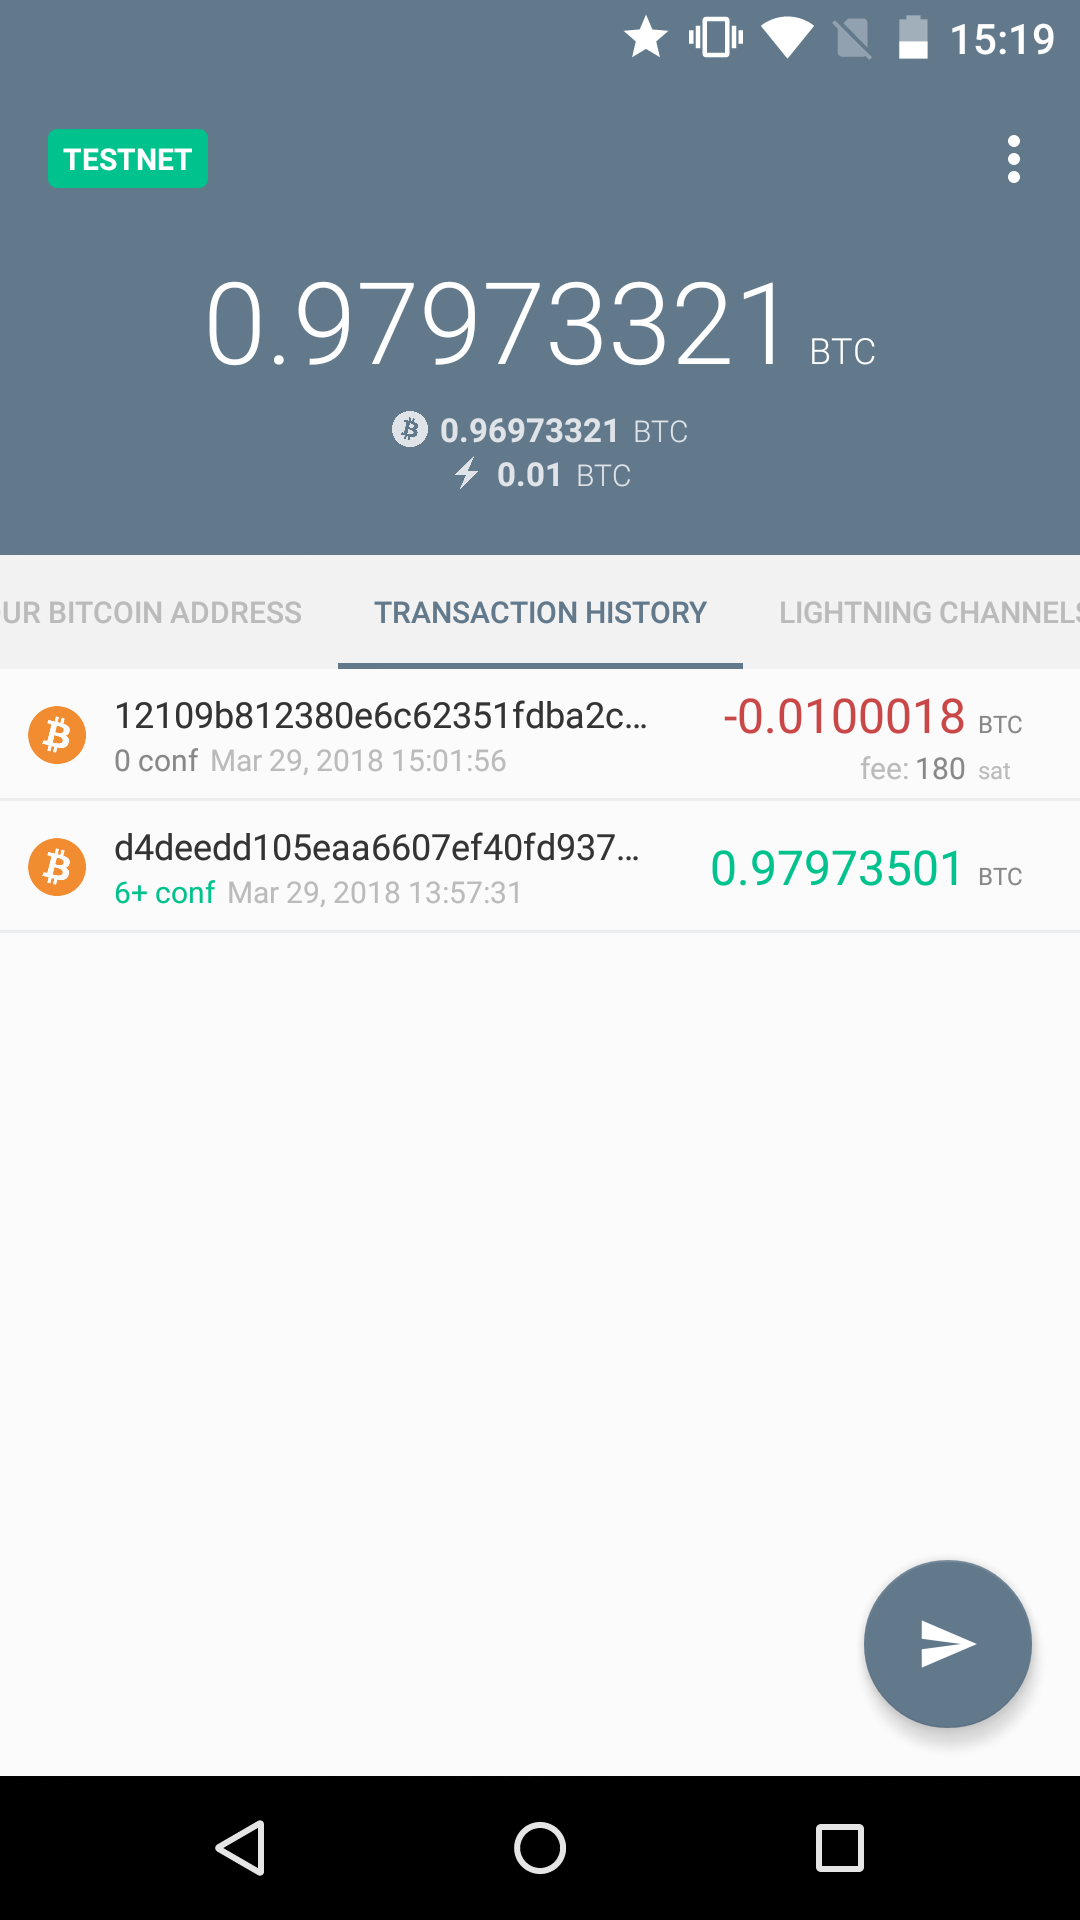 15:19
TESTNET
0.97973321 BTC
0.96973321 BTC
0.01 BTC
UR BITCOIN ADDRESS TRANSACTION HISTORY LIGHTNING CHANNELS
12109b812380e6c62351fdba2c... -0.0100018 BTC
0 conf Mar 29, 2018 15:01:56 fee: 180 sat
d4deedd105eaa6607ef40fd937... 0.97973501 BTC
6+ conf Mar 29, 2018 13:57:31